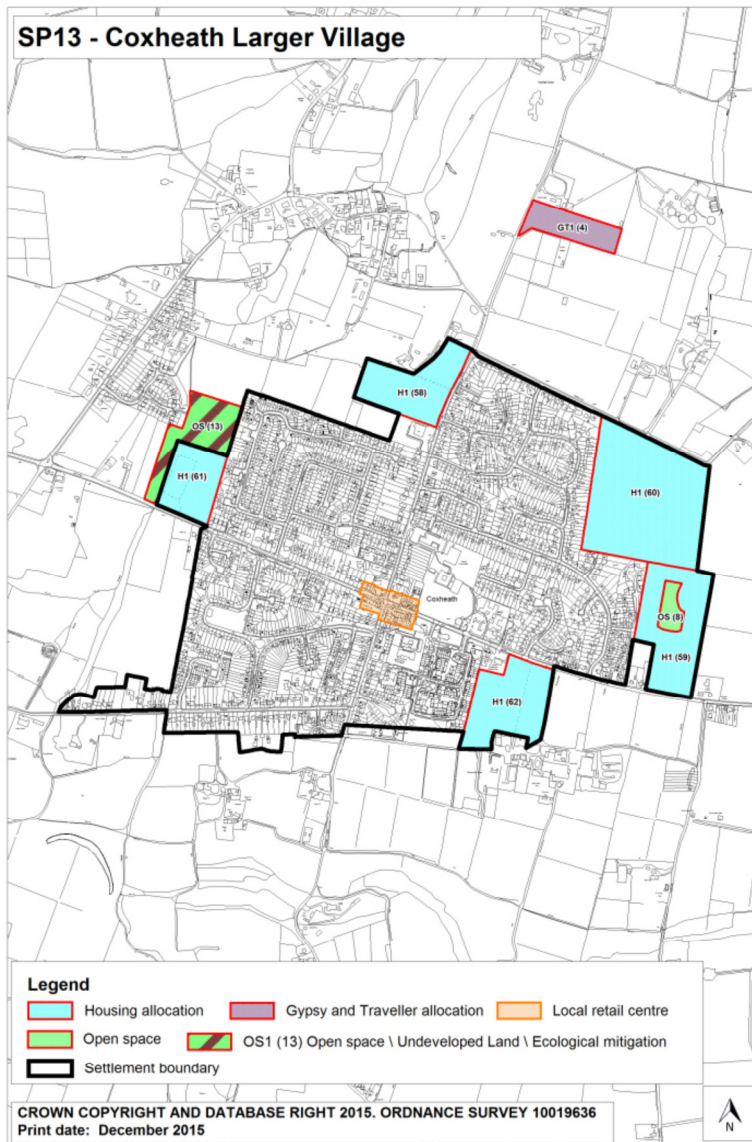 SP13 - Coxheath Larger Village
GT1 (4)
H1 (58)
OS (13)
H1 (61)
H1 (60)
Coxheath
OS (8)
H1 (59)
H1 (62)
Legend
Housing allocation
Gypsy and Traveller allocation
Local retail centre
Open space
OS1 (13) Open space \ Undeveloped Land \ Ecological mitigation
Settlement boundary
CROWN COPYRIGHT AND DATABASE RIGHT 2015. ORDNANCE SURVEY 10019636
Print date: December 2015
N